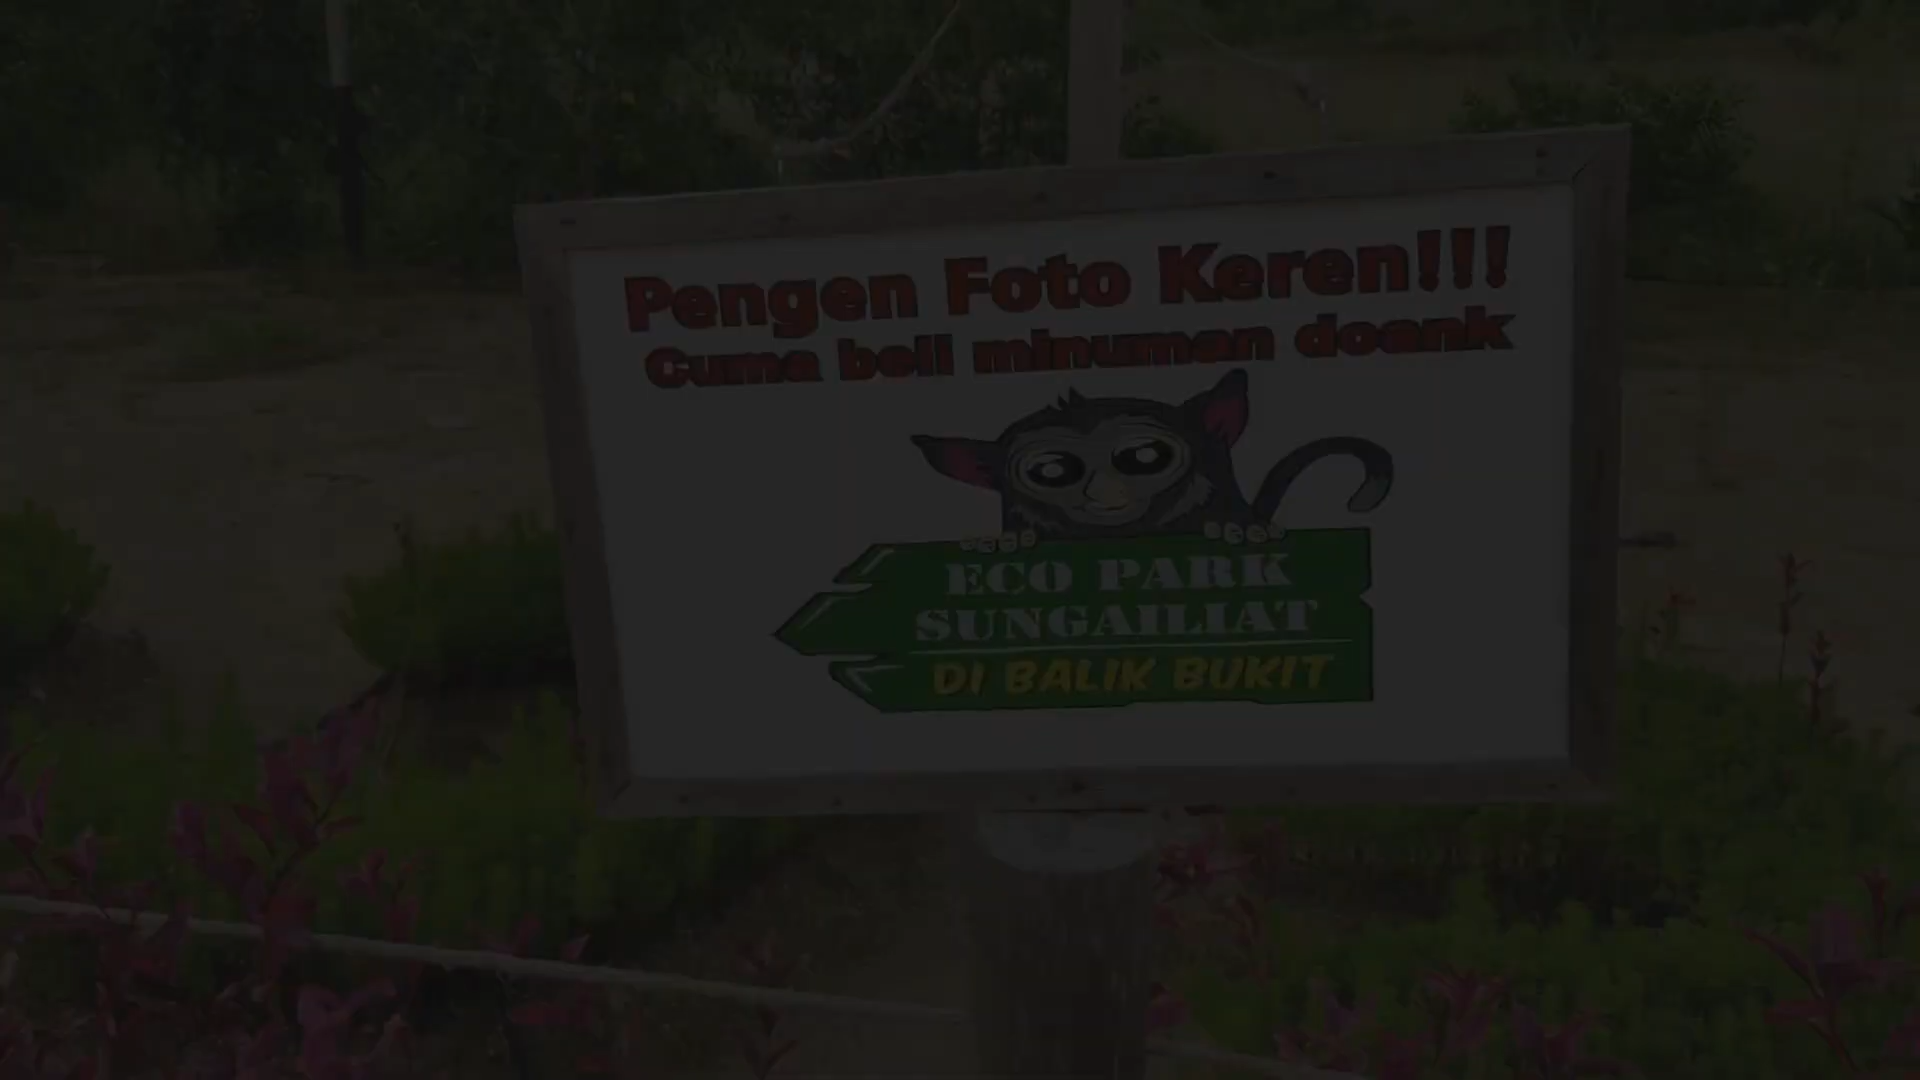 Pengen Foto Keren!!!
Cuma beli minuman doank
ECO PARK
SUNGAILIAT
DI BALIK BUKIT